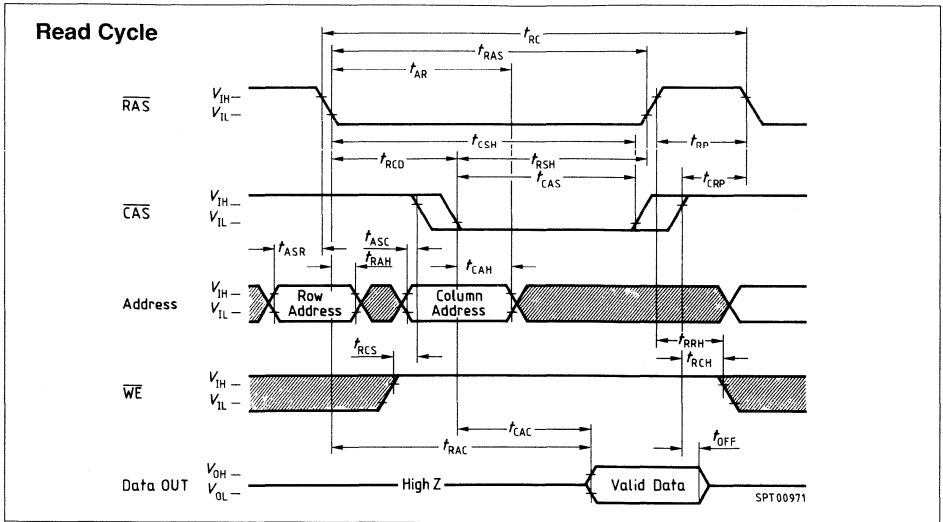 Read Cycle
tRC
tRAS
tAR
RAS
VIH
VIL
tCSH
tRP
tRCD
tRSH
tCAS
tCRP
CAS
VIH
VIL
tASR
tASC
tRAH
tCAH
Address
VIH
VIL
Row Address
Column Address
tRRH
tRCS
tRCH
WE
VIH
VIL
tCAC
tRAC
tOFF
Data OUT
VOH
VOL
High Z
Valid Data
SPT00971